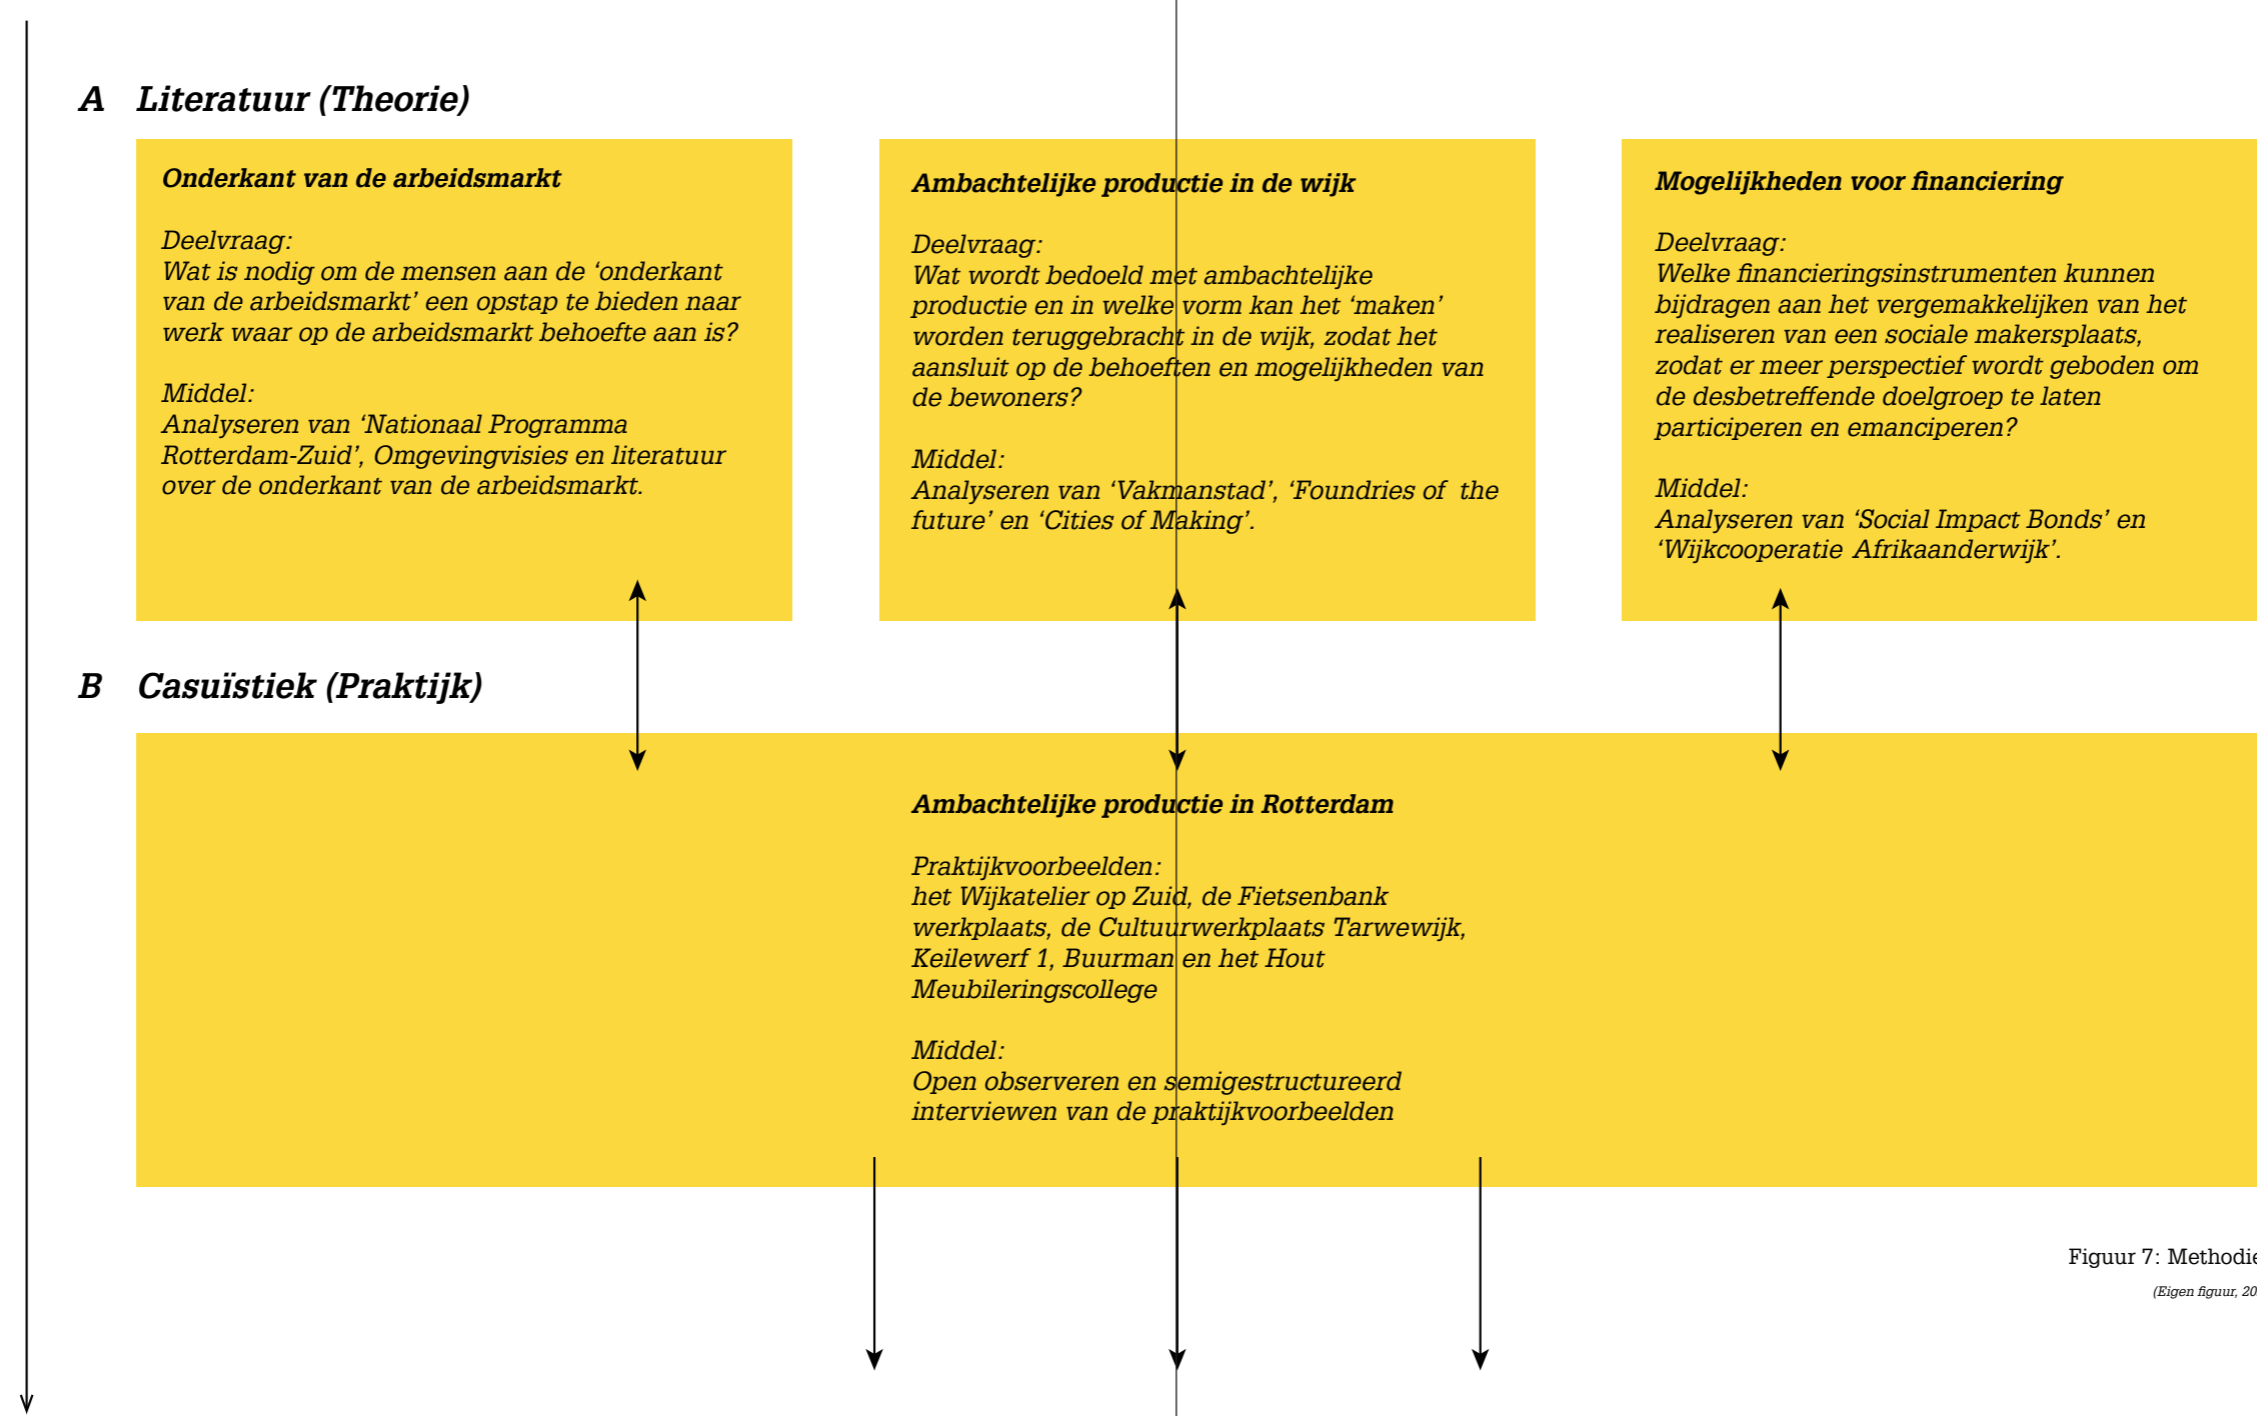 A Literatuur (Theorie)
Onderkant van de arbeidsmarkt
Deelvraag:
Wat is nodig om de mensen aan de ‘onderkant
van de arbeidsmarkt’ een opstap te bieden naar
werk waar op de arbeidsmarkt behoefte aan is?
Middel:
Analyseren van ‘Nationaal Programma
Rotterdam-Zuid’, Omgevingvisies en literatuur
over de onderkant van de arbeidsmarkt.
Ambachtelijke productie in de wijk
Deelvraag:
Wat wordt bedoeld met ambachtelijke
productie en in welke vorm kan het ‘maken’
worden teruggebracht in de wijk, zodat het
aansluit op de behoeften en mogelijkheden van
de bewoners?
Middel:
Analyseren van ‘Vakmanstad’, ‘Foundries of the
future’ en ‘Cities of Making’.
Mogelijkheden voor financiering
Deelvraag:
Welke financieringsinstrumenten kunnen
bijdragen aan het vergemakkelijken van het
realiseren van een sociale makersplaats,
zodat er meer perspectief wordt geboden om
de desbetreffende doelgroep te laten
participeren en emanciperen?
Middel:
Analyseren van ‘Social Impact Bonds’ en
‘Wijkcooperatie Afrikaanderwijk’.
B Casuïstiek (Praktijk)
Ambachtelijke productie in Rotterdam
Praktijkvoorbeelden:
het Wijkatelier op Zuid, de Fietsenbank
werkplaats, de Cultuurwerkplaats Tarwewijk,
Keilewerf 1, Buurman en het Hout
Meubileringscollege
Middel:
Open observeren en semigestructureerd
interviewen van de praktijkvoorbeelden
Figuur 7:
(Eigen figuur,